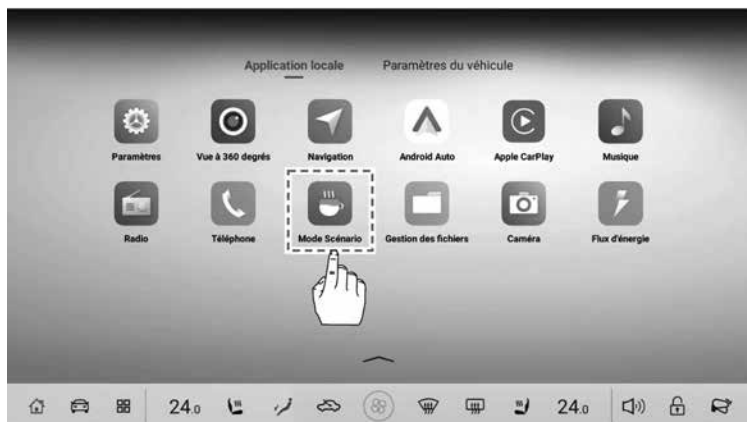 Application locale Paramètres du véhicule
Paramètres Vue à 360 degrés Navigation Android Auto Apple CarPlay Musique
Radio Téléphone Mode Scénario Gestion des fichiers Caméra Flux d'énergie
24.0 24.0